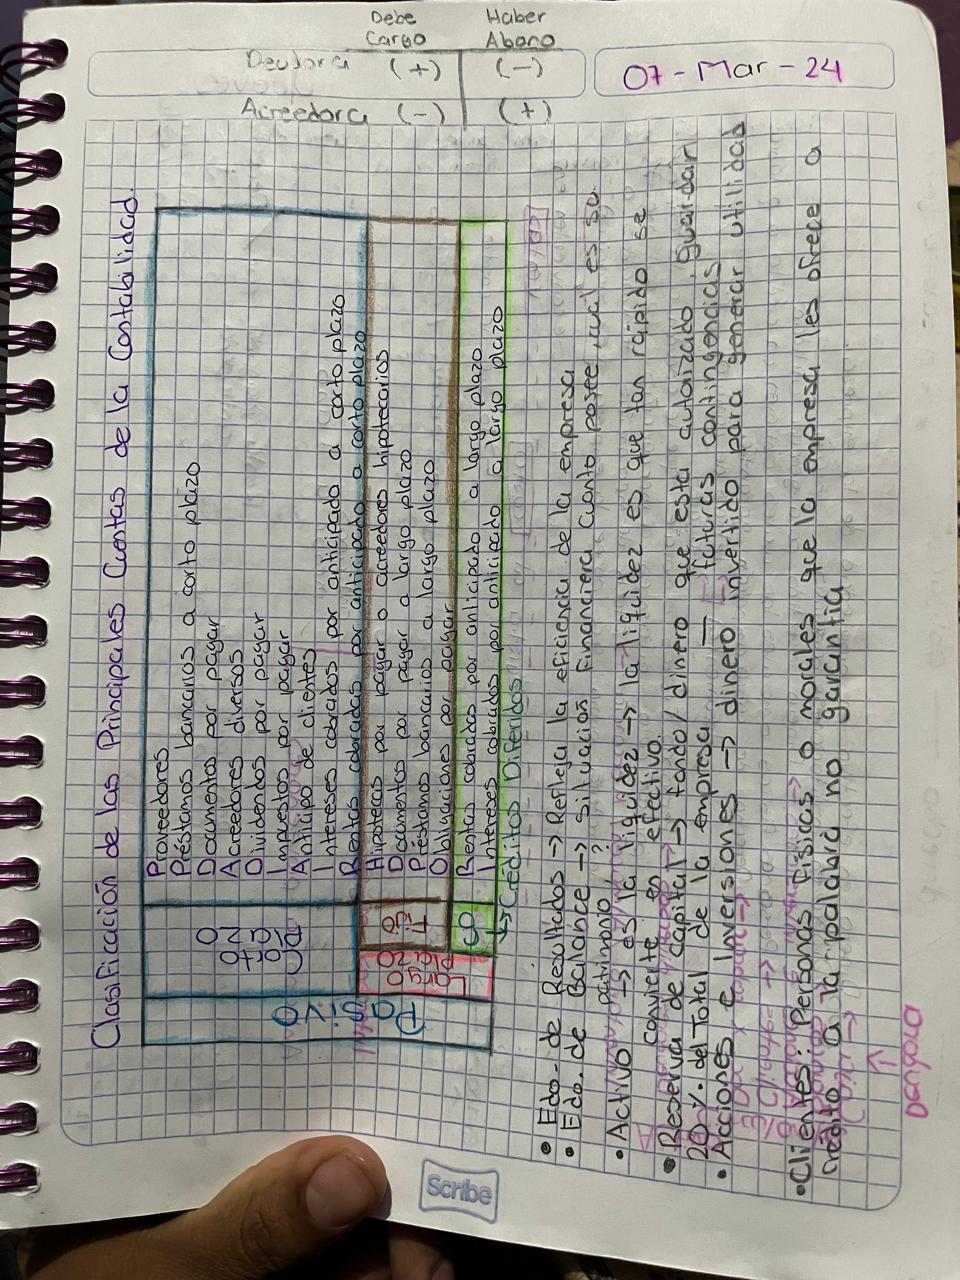 Clasificación de las Principales Cuentas de la Contabilidad.
Pasivo
Corto
Plazo
Proveedores
Préstamos bancarios a corto plazo
Documentos por pagar
Acreedores diversos
Dividendos por pagar
Impuestos por pagar
Anticipo de clientes
Intereses cobrados por anticipado a corto plazo
Rentas cobradas por anticipado a corto plazo
Largo
plazo
Fijo
Hipotecas por pagar o acreedores hipotecarios
Documentos por pagar a largo plazo
Préstamos bancarios a largo plazo
Obligaciones por pagar
CD
Rentas cobradas por anticipado a largo plazo
Intereses cobrados por anticipado a largo plazo
↳ Créditos Diferidos
• Edo. de Resultados → Refleja la eficiencia de la empresa
• Edo. de Balance → situación financiera cuanto posee, cual es su
patrimonio, ?
• Activo → es la liquidez → la liquidez es que tan rápido se
convierte en efectivo.
• Reserva de capital → fondo/dinero que esta autorizado guardar
20 %. del Total de la empresa — futuras contingencias
• Acciones e Inversiones → dinero invertido para generar utilidad
• Clientes: Personas físicas o morales que la empresa les ofrece a
crédito a la palabra no garantía
Debe Haber
Cargo Abono
Deudora (+) (-)
Acreedora (-) (+)
07-Mar-24
Scribe